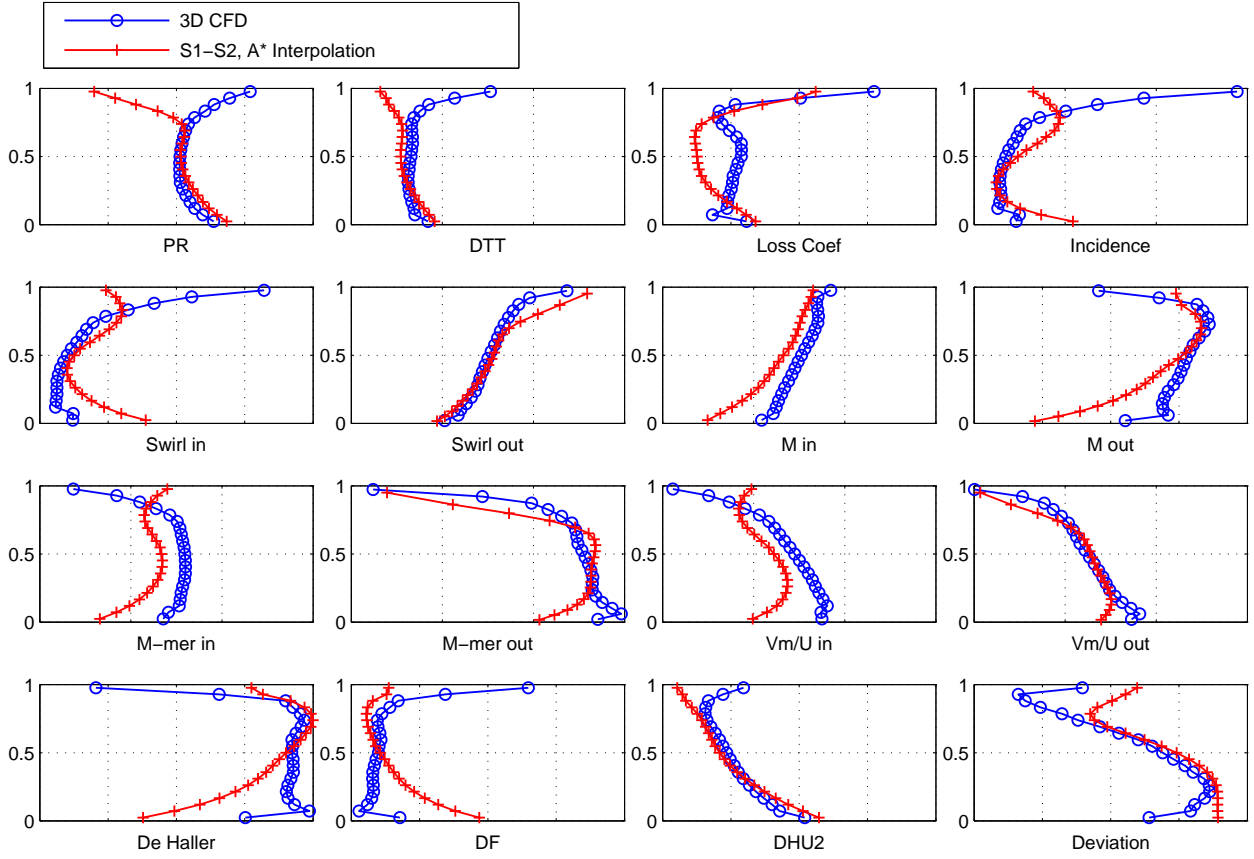 3D CFD
S1−S2, A* Interpolation
1 1 1 1
0.5 0.5 0.5 0.5
0 0 0 0
PR DTT Loss Coef Incidence
1 1 1 1
0.5 0.5 0.5 0.5
0 0 0 0
Swirl in Swirl out M in M out
1 1 1 1
0.5 0.5 0.5 0.5
0 0 0 0
M−mer in M−mer out Vm/U in Vm/U out
1 1 1 1
0.5 0.5 0.5 0.5
0 0 0 0
De Haller DF DHU2 Deviation